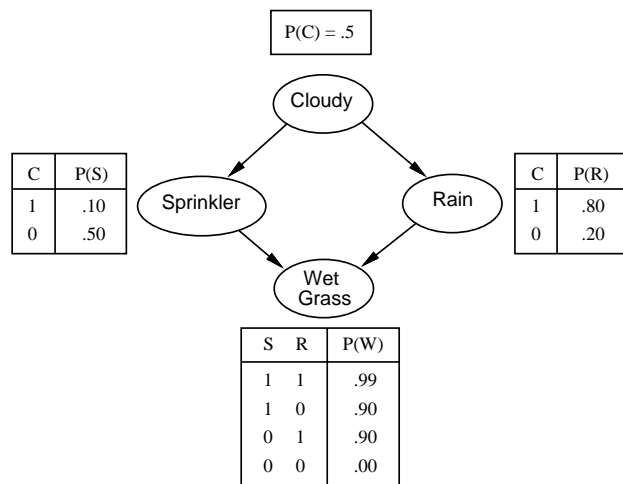 P(C) = .5
Cloudy
C P(S)
1 .10
0 .50
Sprinkler
Rain
C P(R)
1 .80
0 .20
Wet
Grass
S R P(W)
1 1 .99
1 0 .90
0 1 .90
0 0 .00